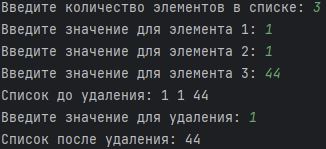 Введите количество элементов в списке: 3
Введите значение для элемента 1: 1
Введите значение для элемента 2: 1
Введите значение для элемента 3: 44
Список до удаления: 1 1 44
Введите значение для удаления: 1
Список после удаления: 44